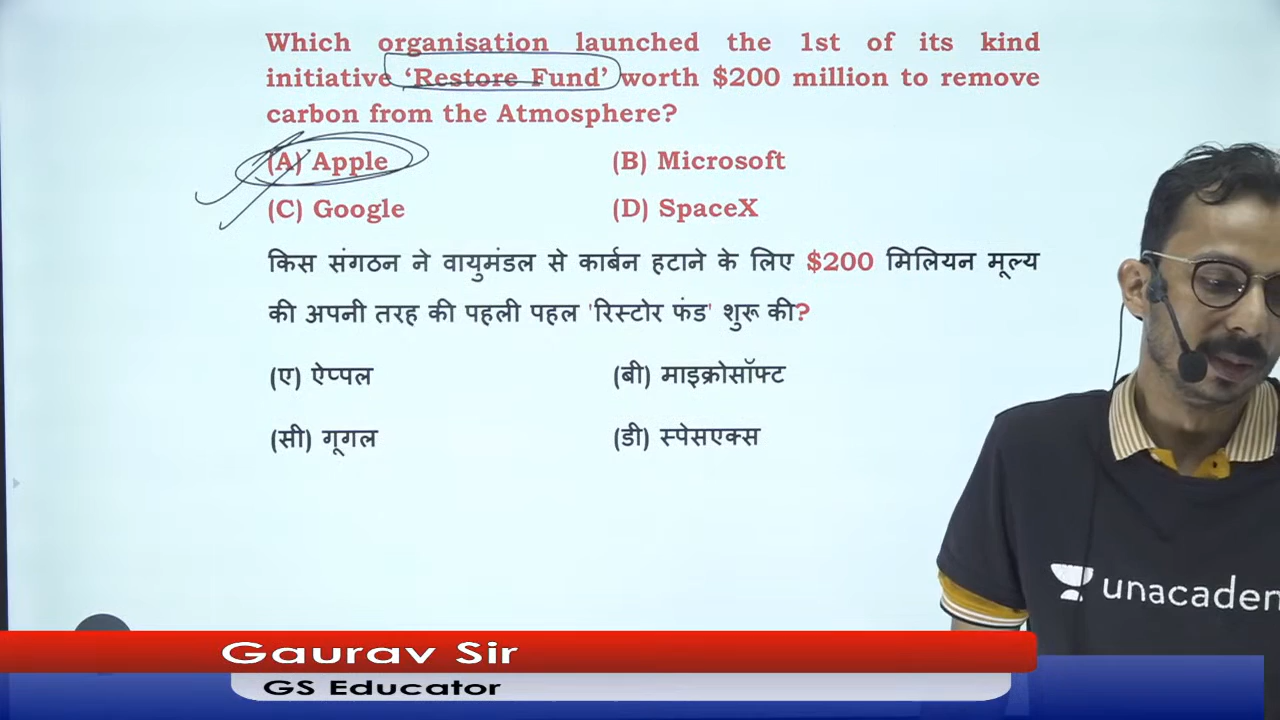 Which organisation launched the 1st of its kind
initiative ‘Restore Fund’ worth $200 million to remove
carbon from the Atmosphere?
(A) Apple (B) Microsoft
(C) Google (D) SpaceX
किस संगठन ने वायुमंडल से कार्बन हटाने के लिए $200 मिलियन मूल्य
की अपनी तरह की पहली पहल 'रिस्टोर फंड' शुरू की?
(ए) ऐप्पल (बी) माइक्रोसॉफ्ट
(सी) गूगल (डी) स्पेसएक्स
unacadem
Gaurav Sir
GS Educator